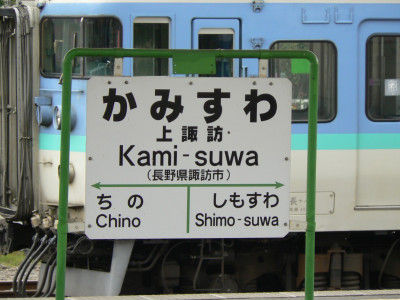 かみすわ
上諏訪
Kami-suwa
(長野県諏訪市)
ちの しもすわ
Chino Shimo-suwa